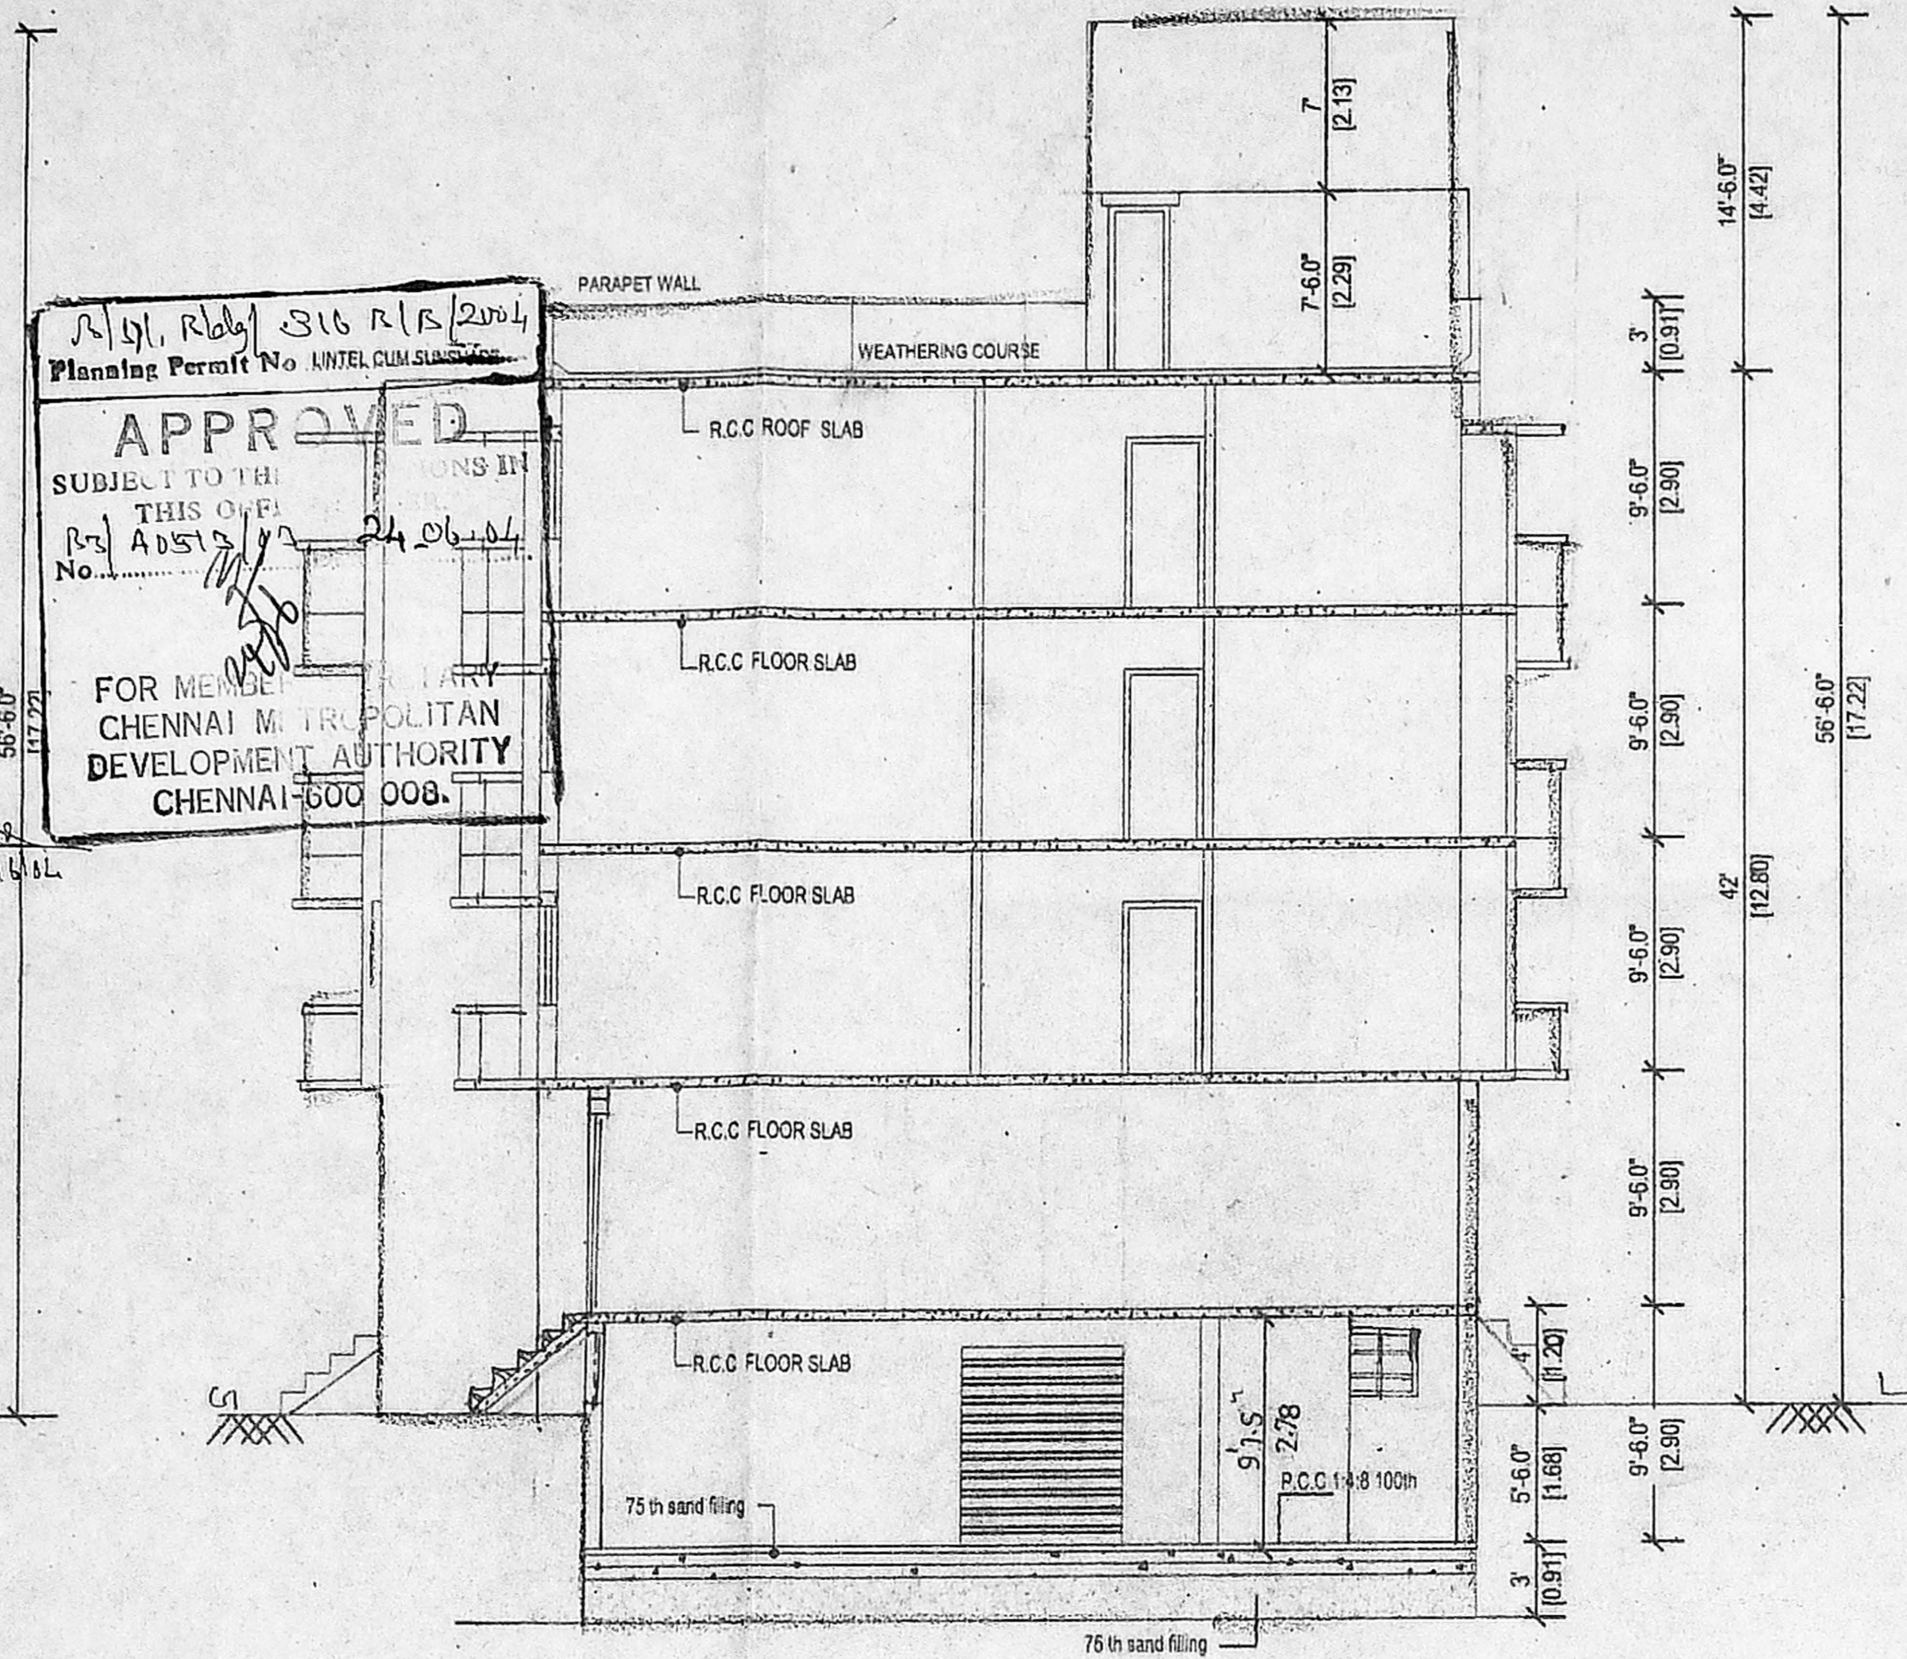 7'
[2.13]
14'-6.0"
[4.42]
7'-6.0"
[2.29]
PARAPET WALL
3'
[0.91]
WEATHERING COURSE
316 B/B/2004
Planning Permit No LINTEL CUM SUNSHADE
APPROVED
SUBJECT TO IONS IN
THIS
24.06.04
No
FOR
CHENNAI METROPOLITAN
DEVELOPMENT AUTHORITY
CHENNAI-600 008.
R.C.C ROOF SLAB
9'-6.0"
[2.90]
R.C.C FLOOR SLAB
56'-6.0"
[17.22]
9'-6.0"
[2.90]
56'-6.0"
[17.22]
R.C.C FLOOR SLAB
42'
[12.80]
9'-6.0"
[2.90]
R.C.C FLOOR SLAB
9'-6.0"
[2.90]
R.C.C FLOOR SLAB
4'
[1.20]
2.78
5'-6.0"
[1.68]
9'-6.0"
[2.90]
P.C.C 1:4:8 100th
75 th sand filling
3'
[0.91]
76 th sand filling